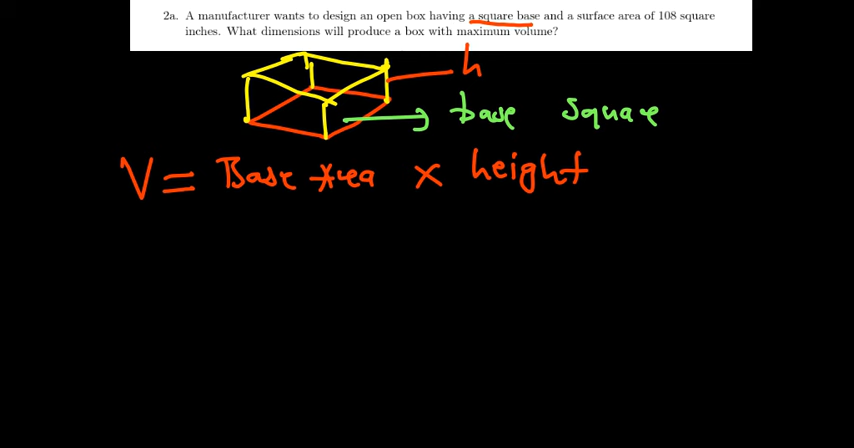 2a. A manufacturer wants to design an open box having a square base and a surface area of 108 square
inches. What dimensions will produce a box with maximum volume?
h
base square
V = Base Area × height